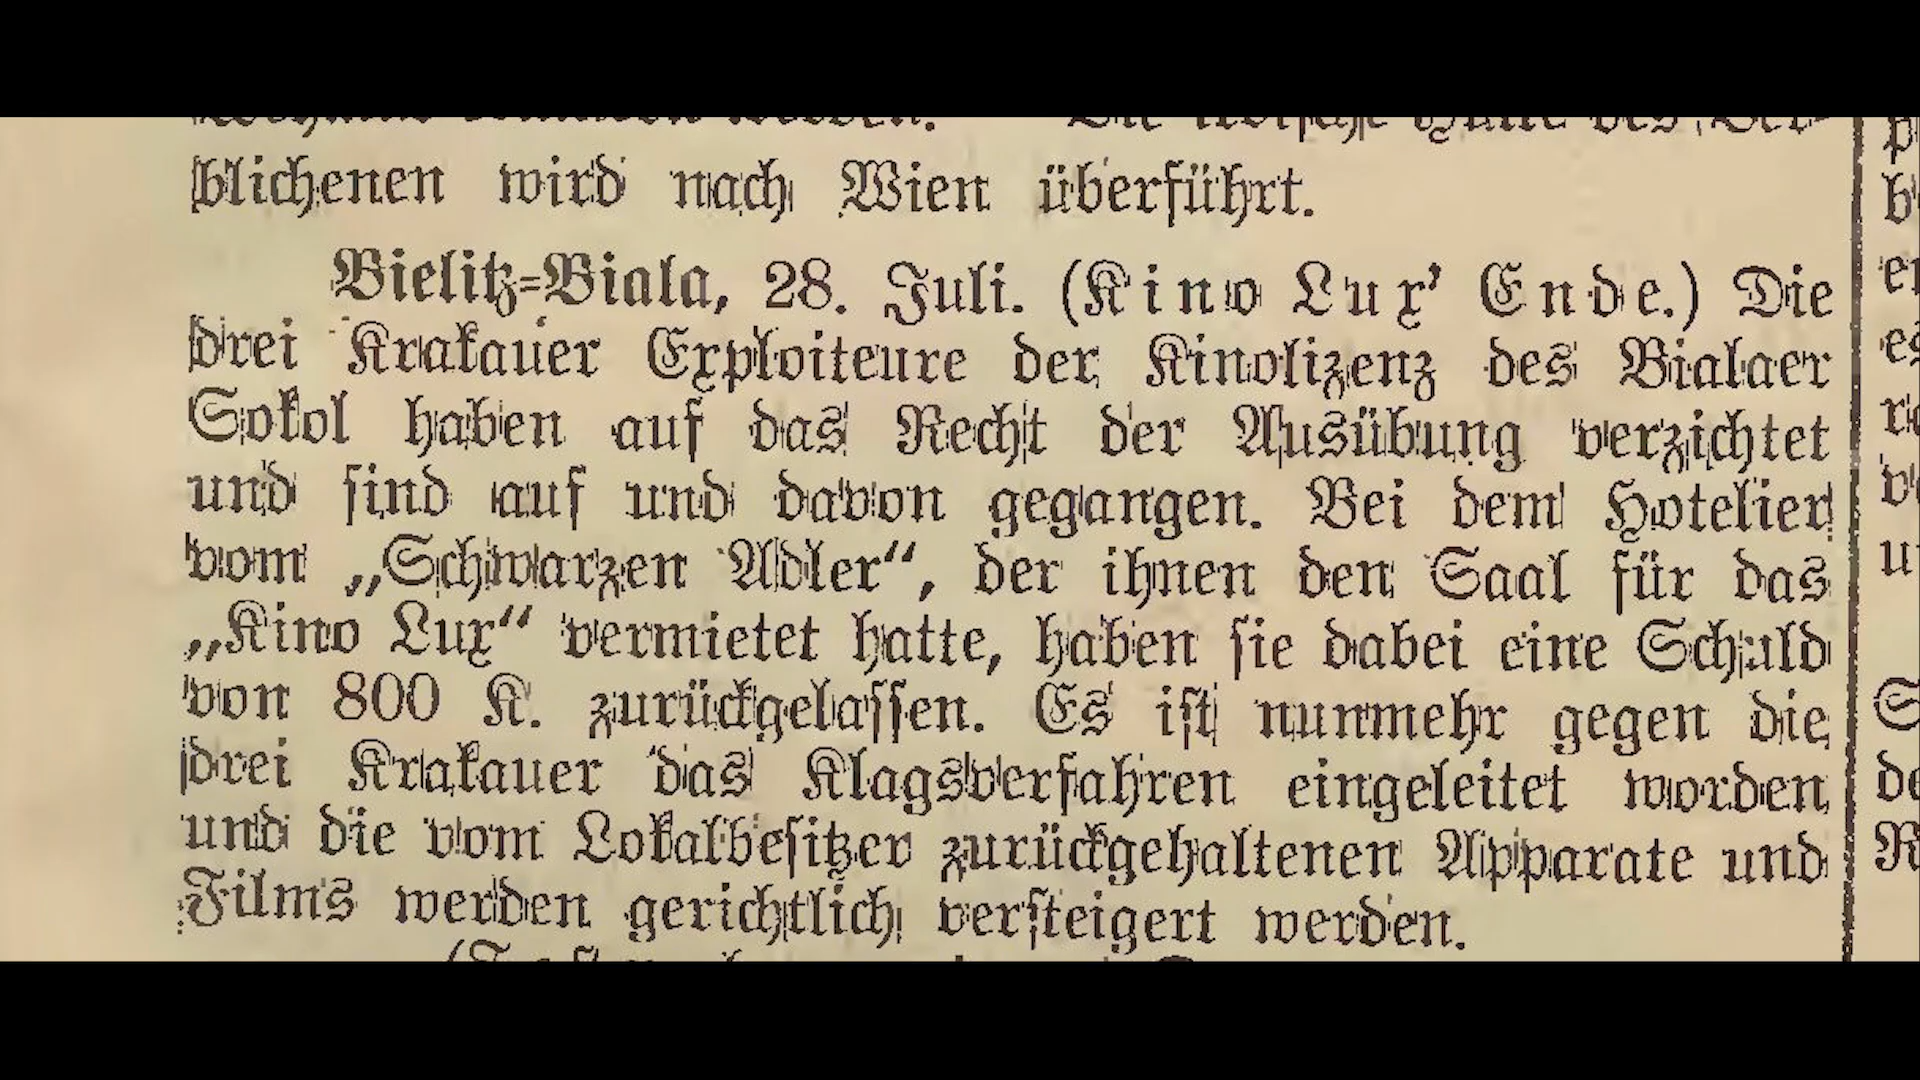 blichenen wird nach Wien überführt.
Bielitz=Biala, 28. Juli. (Kino Lux' Ende.) Die
drei Krakauer Exploiteure der Kinolizenz des Bialaer
Sokol haben auf das Recht der Ausübung verzichtet
und sind auf und davon gegangen. Bei dem Hotelier
vom „Schwarzen Adler“, der ihnen den Saal für das
„Kino Lux“ vermietet hatte, haben sie dabei eine Schuld
von 800 K. zurückgelassen. Es ist nunmehr gegen die
drei Krakauer das Klagsverfahren eingeleitet worden
und die vom Lokalbesitzer zurückgehaltenen Apparate und
Films werden gerichtlich versteigert werden.